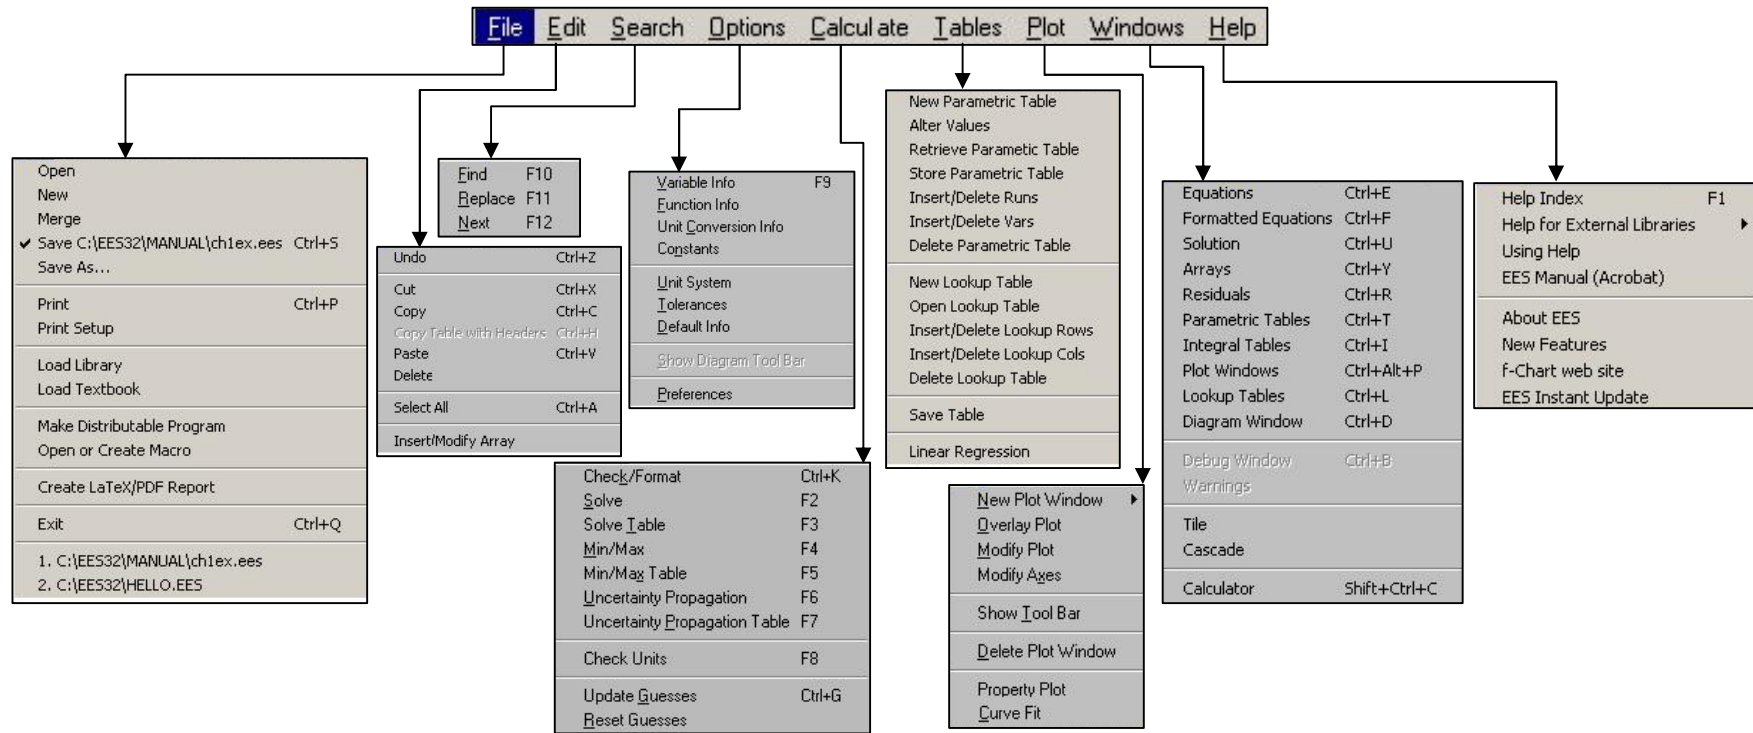 File Edit Search Options Calculate Tables Plot Windows Help
Open
New
Merge
Save C:\EES32\MANUAL\ch1ex.ees Ctrl+S
Save As...
Print Ctrl+P
Print Setup
Load Library
Load Textbook
Make Distributable Program
Open or Create Macro
Create LaTeX/PDF Report
Exit Ctrl+Q
1. C:\EES32\MANUAL\ch1ex.ees
2. C:\EES32\HELLO.EES
Undo Ctrl+Z
Cut Ctrl+X
Copy Ctrl+C
Copy Table with Headers Ctrl+H
Paste Ctrl+V
Delete
Select All Ctrl+A
Insert/Modify Array
Find F10
Replace F11
Next F12
Variable Info F9
Function Info
Unit Conversion Info
Constants
Unit System
Tolerances
Default Info
Show Diagram Tool Bar
Preferences
Check/Format Ctrl+K
Solve F2
Solve Table F3
Min/Max F4
Min/Max Table F5
Uncertainty Propagation F6
Uncertainty Propagation Table F7
Check Units F8
Update Guesses Ctrl+G
Reset Guesses
New Parametric Table
Alter Values
Retrieve Parametic Table
Store Parametric Table
Insert/Delete Runs
Insert/Delete Vars
Delete Parametric Table
New Lookup Table
Open Lookup Table
Insert/Delete Lookup Rows
Insert/Delete Lookup Cols
Delete Lookup Table
Save Table
Linear Regression
New Plot Window
Overlay Plot
Modify Plot
Modify Axes
Show Tool Bar
Delete Plot Window
Property Plot
Curve Fit
Equations Ctrl+E
Formatted Equations Ctrl+F
Solution Ctrl+U
Arrays Ctrl+Y
Residuals Ctrl+R
Parametric Tables Ctrl+T
Integral Tables Ctrl+I
Plot Windows Ctrl+Alt+P
Lookup Tables Ctrl+L
Diagram Window Ctrl+D
Debug Window Ctrl+B
Warnings
Tile
Cascade
Calculator Shift+Ctrl+C
Help Index F1
Help for External Libraries
Using Help
EES Manual (Acrobat)
About EES
New Features
f-Chart web site
EES Instant Update